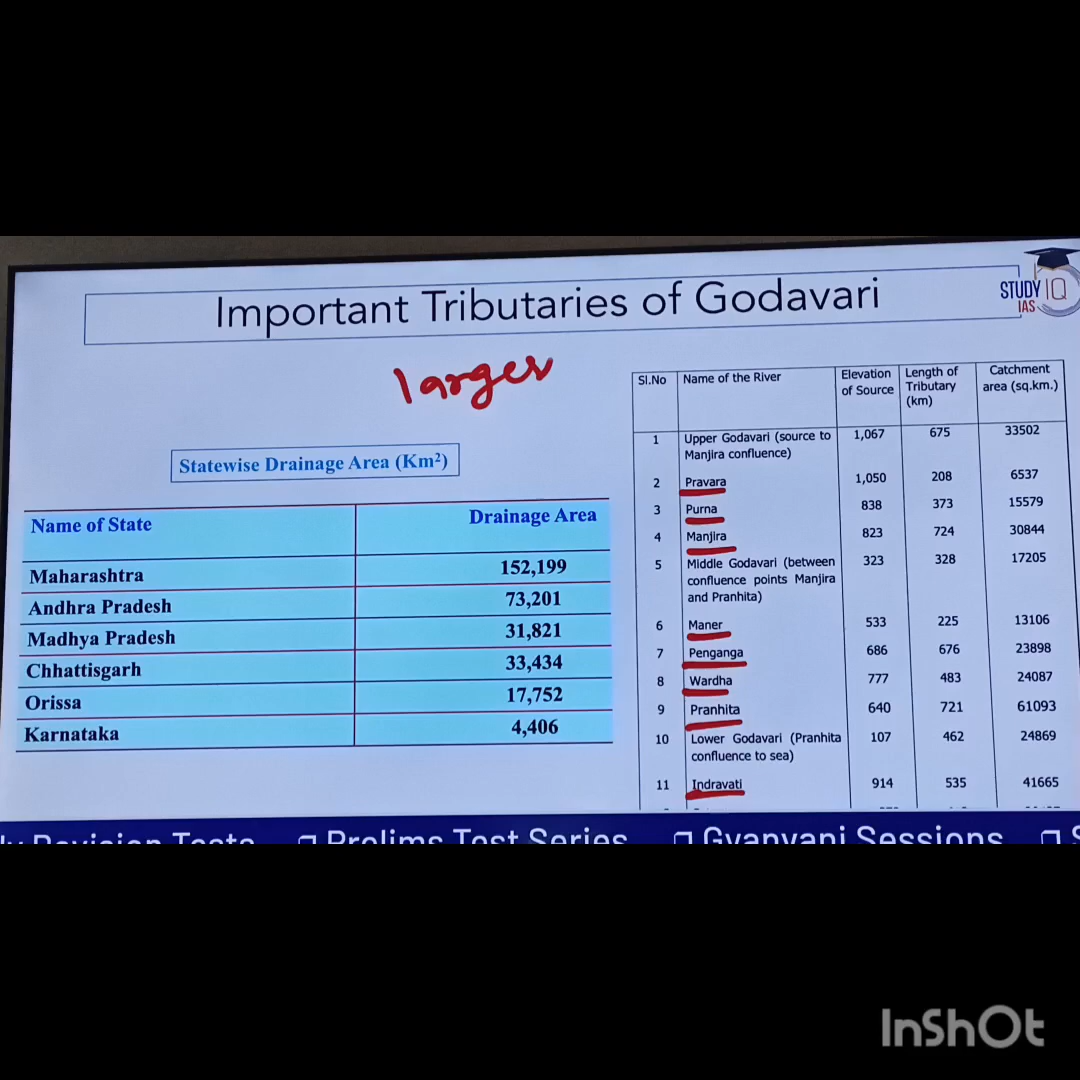 Important Tributaries of Godavari
STUDY IQ
IAS
larges
Statewise Drainage Area (Km²)
Name of State Drainage Area
Maharashtra 152,199
Andhra Pradesh 73,201
Madhya Pradesh 31,821
Chhattisgarh 33,434
Orissa 17,752
Karnataka 4,406
Sl.No Name of the River Elevation of Source Length of Tributary (km) Catchment area (sq.km.)
1 Upper Godavari (source to 1,067 675 33502
Manjira confluence)
2 Pravara 1,050 208 6537
3 Purna 838 373 15579
4 Manjira 823 724 30844
5 Middle Godavari (between 323 328 17205
confluence points Manjira
and Pranhita)
6 Maner 533 225 13106
7 Penganga 686 676 23898
8 Wardha 777 483 24087
9 Pranhita 640 721 61093
10 Lower Godavari (Pranhita 107 462 24869
confluence to sea)
11 Indravati 914 535 41665
Revision Tests Prelims Test Series Gyanvani Sessions
InShOt